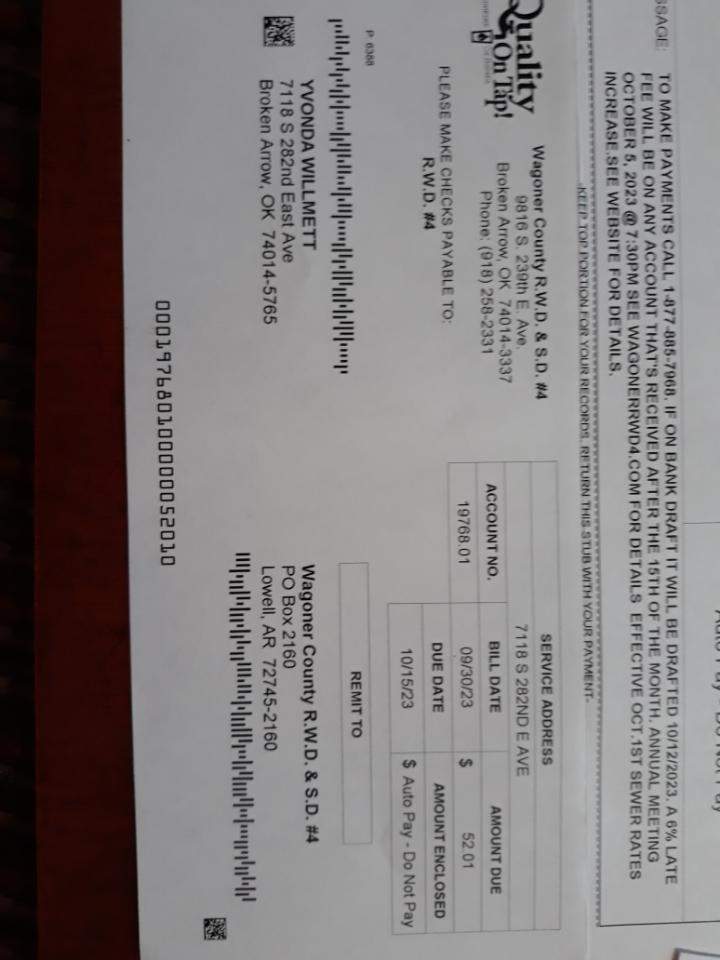 SSAGE:
TO MAKE PAYMENTS CALL 1-877-885-7968. IF ON BANK DRAFT IT WILL BE DRAFTED 10/12/2023. A 6% LATE
FEE WILL BE ON ANY ACCOUNT THAT'S RECEIVED AFTER THE 15TH OF THE MONTH. ANNUAL MEETING
OCTOBER 5, 2023 @ 7:30PM SEE WAGONERRWD4.COM FOR DETAILS EFFECTIVE OCT.1ST SEWER RATES
INCREASE.SEE WEBSITE FOR DETAILS.
KEEP TOP PORTION FOR YOUR RECORDS. RETURN THIS STUB WITH YOUR PAYMENT.
Quality
On Tap!
Wagoner County R.W.D. & S.D. #4
9816 S. 239th E. Ave.
Broken Arrow, OK 74014-3337
Phone: (918) 258-2331
PLEASE MAKE CHECKS PAYABLE TO:
R.W.D. #4
SERVICE ADDRESS
7118 S 282ND E AVE
ACCOUNT NO. BILL DATE AMOUNT DUE
19768.01 09/30/23 $ 52.01
DUE DATE AMOUNT ENCLOSED
10/15/23 $ Auto Pay - Do Not Pay
P: 6388
YVONDA WILLMETT
7118 S 282nd East Ave
Broken Arrow, OK 74014-5765
REMIT TO
Wagoner County R.W.D. & S.D. #4
PO Box 2160
Lowell, AR 72745-2160
0001976801000005​2010